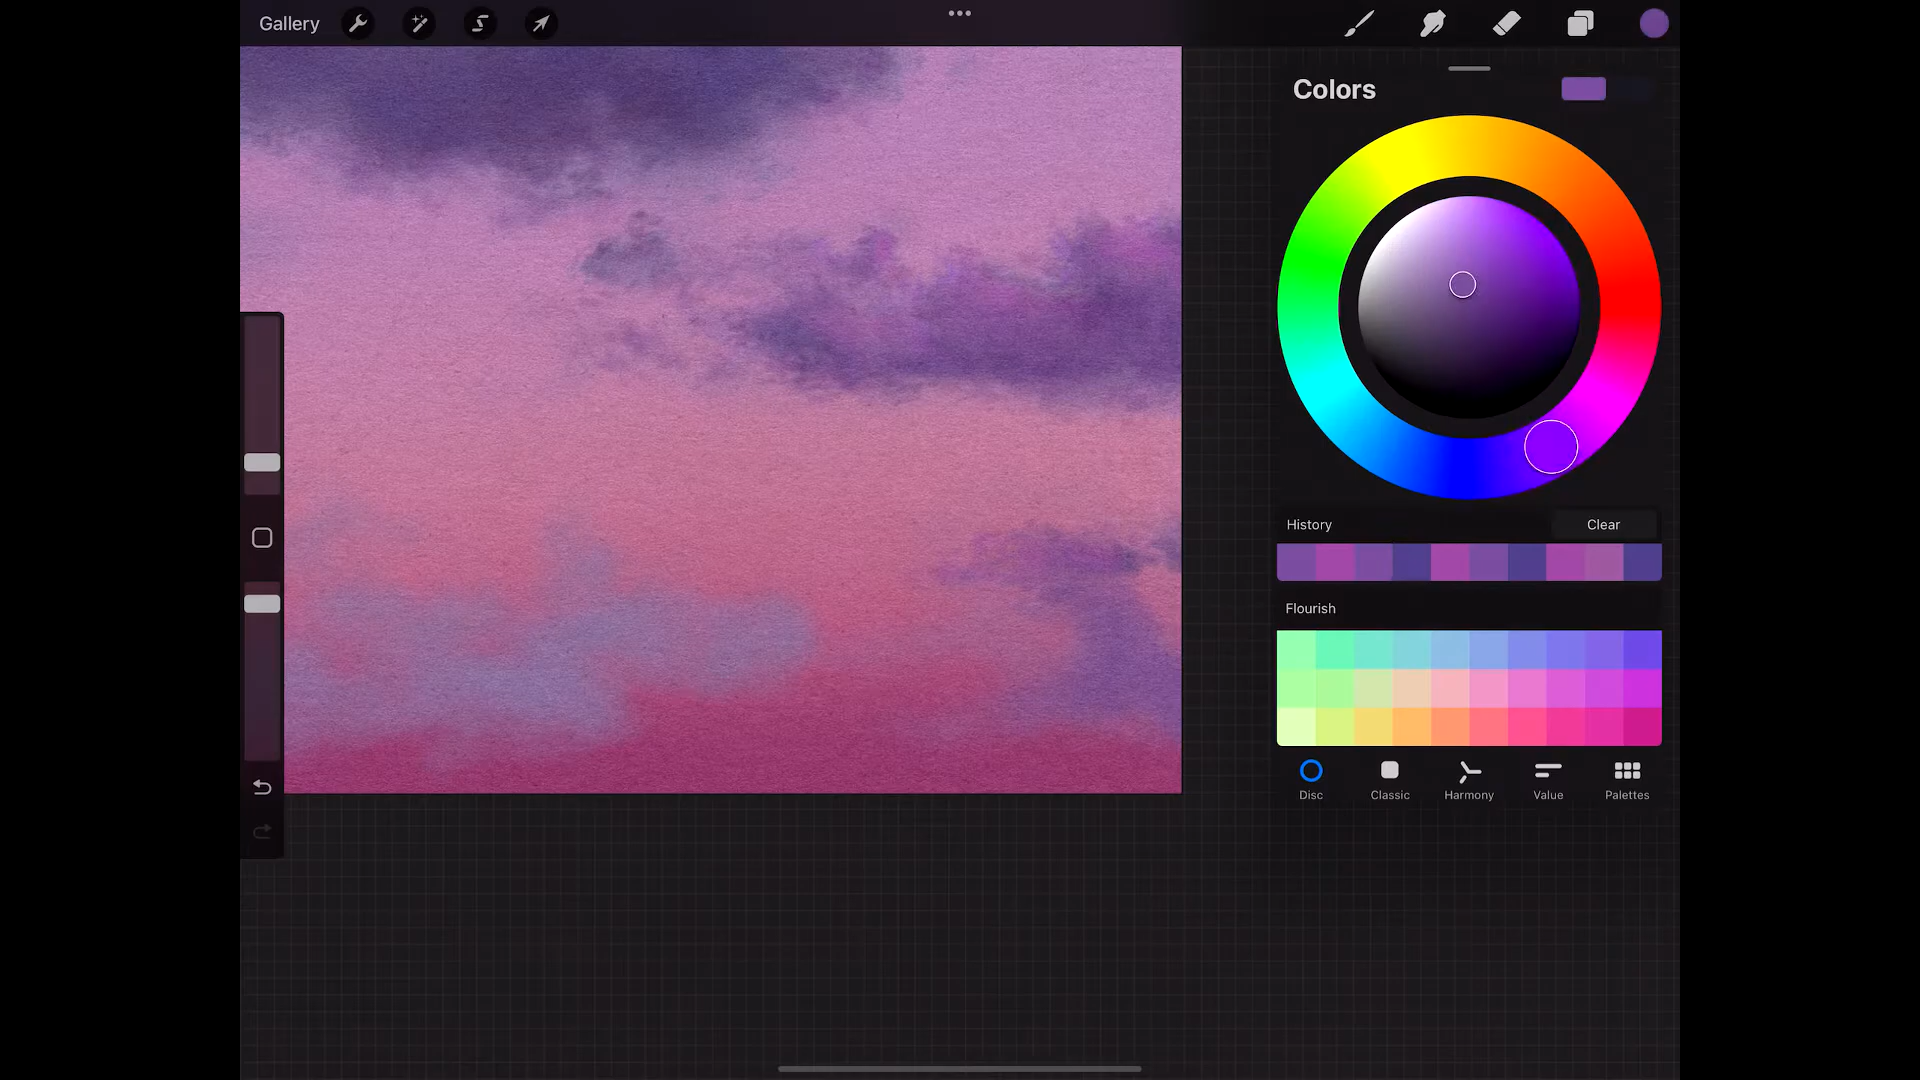 Gallery
Colors
History
Clear
Flourish
Disc
Classic
Harmony
Value
Palettes